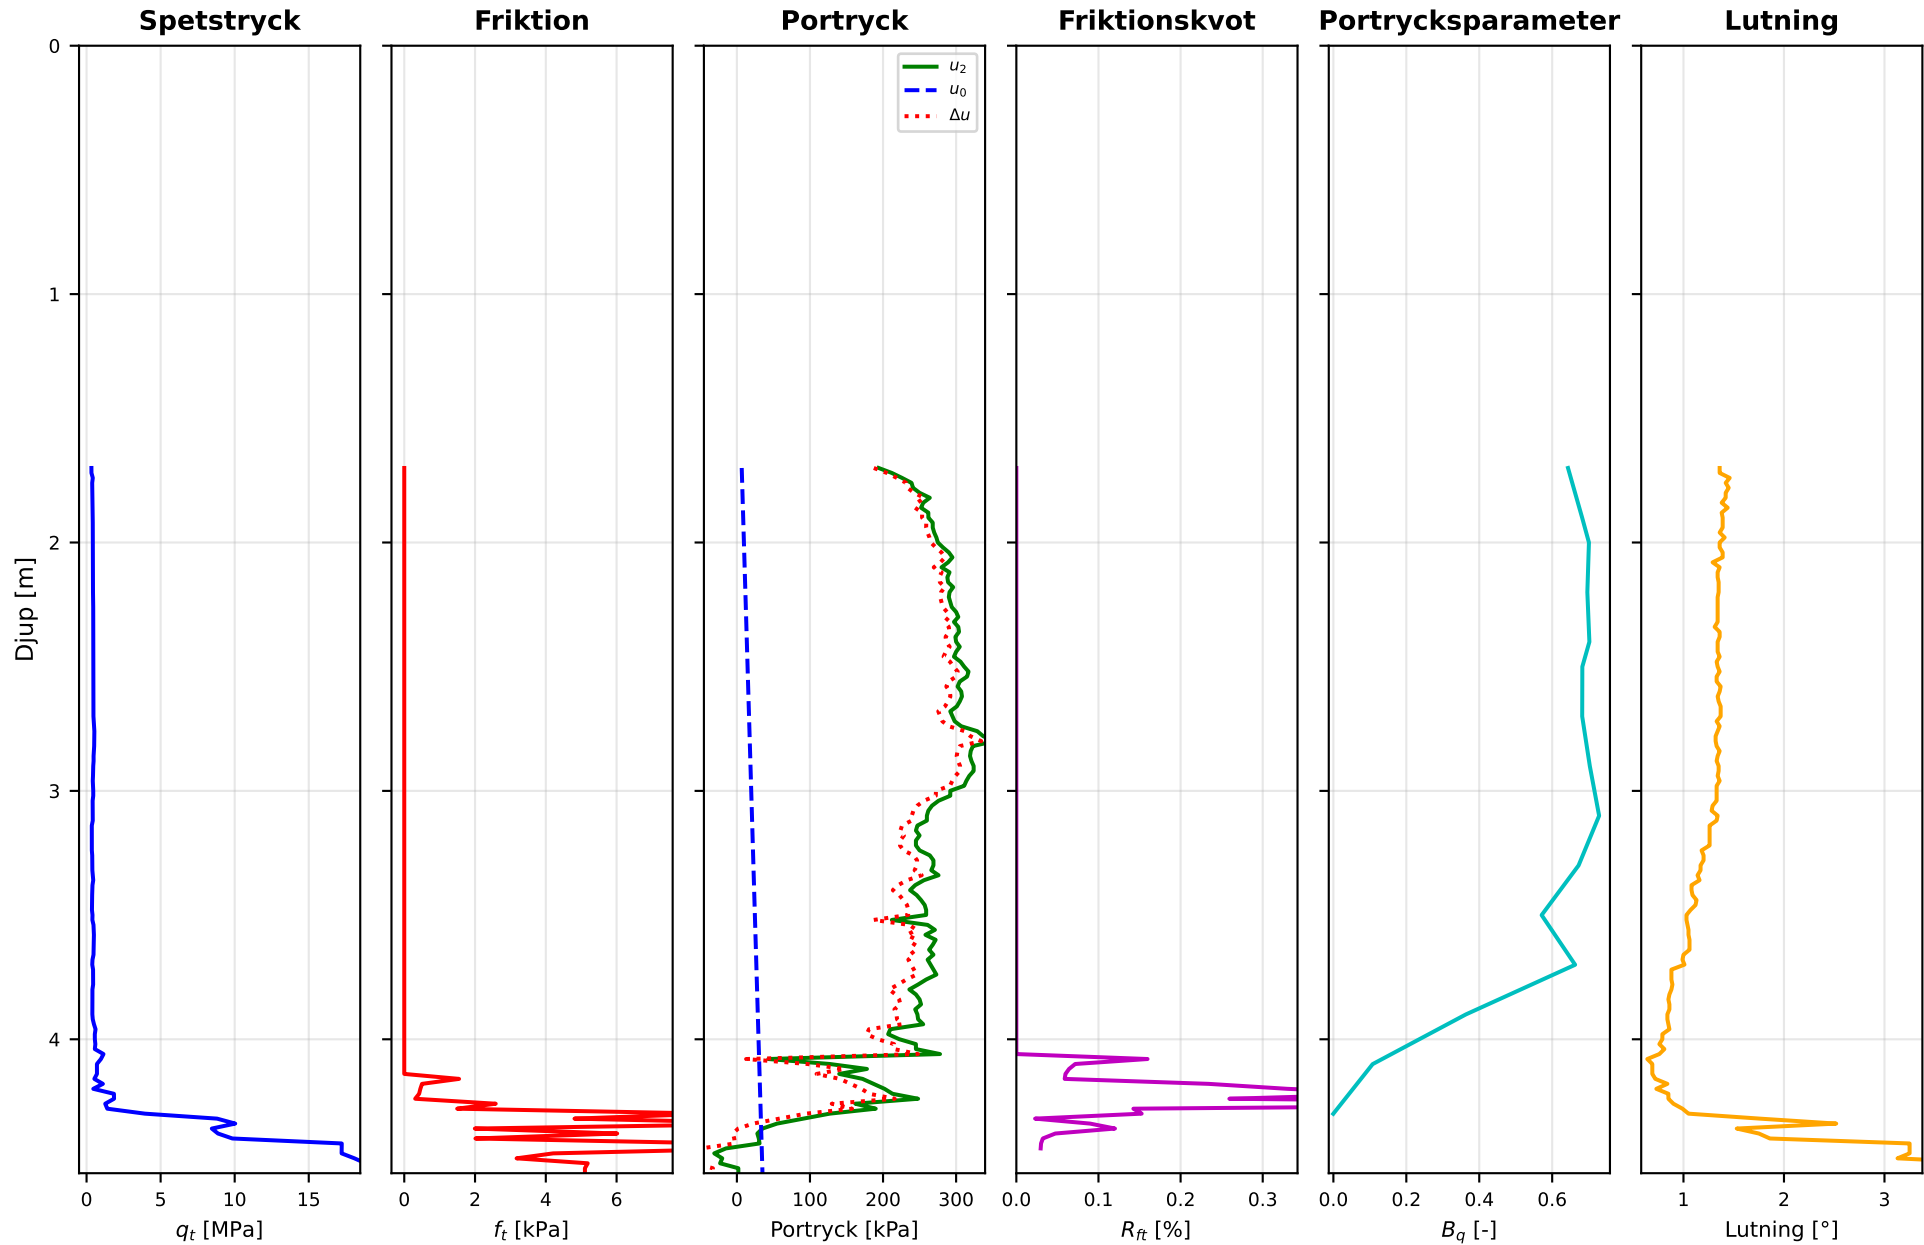 Spetstryck Friktion Portryck Friktionskvot Portrycksparameter Lutning
u2
u0
Δu
Djup [m]
0
1
2
3
4
0 5 10 15
0 2 4 6
0 100 200 300
0.0 0.1 0.2 0.3
0.0 0.2 0.4 0.6
1 2 3
qt [MPa]
ft [kPa]
Portryck [kPa]
Rft [%]
Bq [-]
Lutning [°]